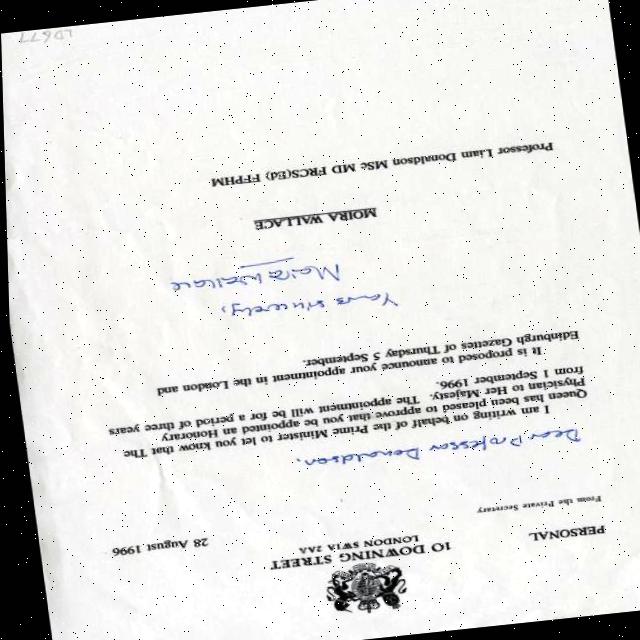 10 DOWNING STREET
LONDON SW1A 2AA
PERSONAL
28 August 1996
From the Private Secretary
Dear Professor Donaldson,
I am writing on behalf of the Prime Minister to let you know that The
Queen has been pleased to approve that you be appointed an Honorary
Physician to Her Majesty. The appointment will be for a period of three years
from 1 September 1996.
It is proposed to announce your appointment in the London and
Edinburgh Gazettes of Thursday 5 September.
Yours sincerely,
Moira Wallace
MOIRA WALLACE
Professor Liam Donaldson MSc MD FRCS(Ed) FFPHM
LD677